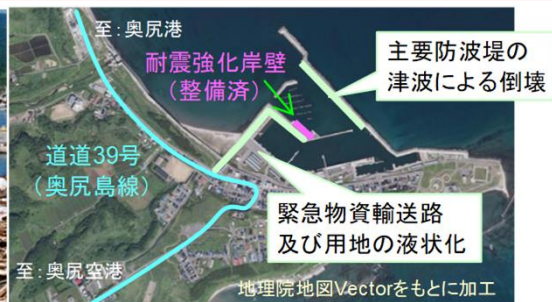 至：奥尻港
耐震強化岸壁
（整備済）
主要防波堤の
津波による倒壊
道道39号
（奥尻島線）
緊急物資輸送路
及び用地の液状化
至：奥尻空港
地理院地図Vectorをもとに加工